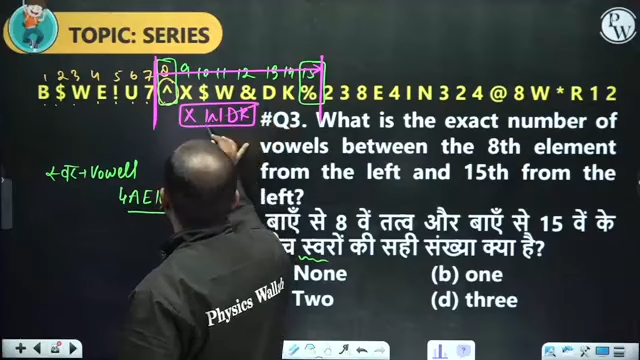 TOPIC: SERIES
PW
1 2 3 4 5 6 7 8 9 10 11 12 13 14 15
B $ W E ! U 7 ^ X $ W & D K % 2 3 8 E 4 I N 3 2 4 @ 8 W * R 1 2
X W D K
#Q3. What is the exact number of
vowels between the 8th element
from the left and 15th from the
left?
स्वर → Vowel
AEI
बाएँ से 8 वें तत्व और बाएँ से 15 वें के
स्वरों की सही संख्या क्या है?
None
(b) one
Two
(d) three
Physics Wallah